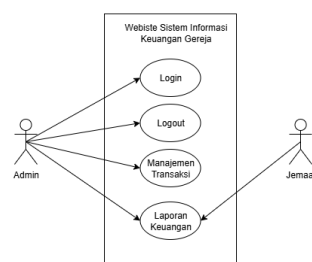 Webiste Sistem Informasi
Keuangan Gereja
Login
Logout
Manajemen
Transaksi
Laporan
Keuangan
Admin
Jemaa